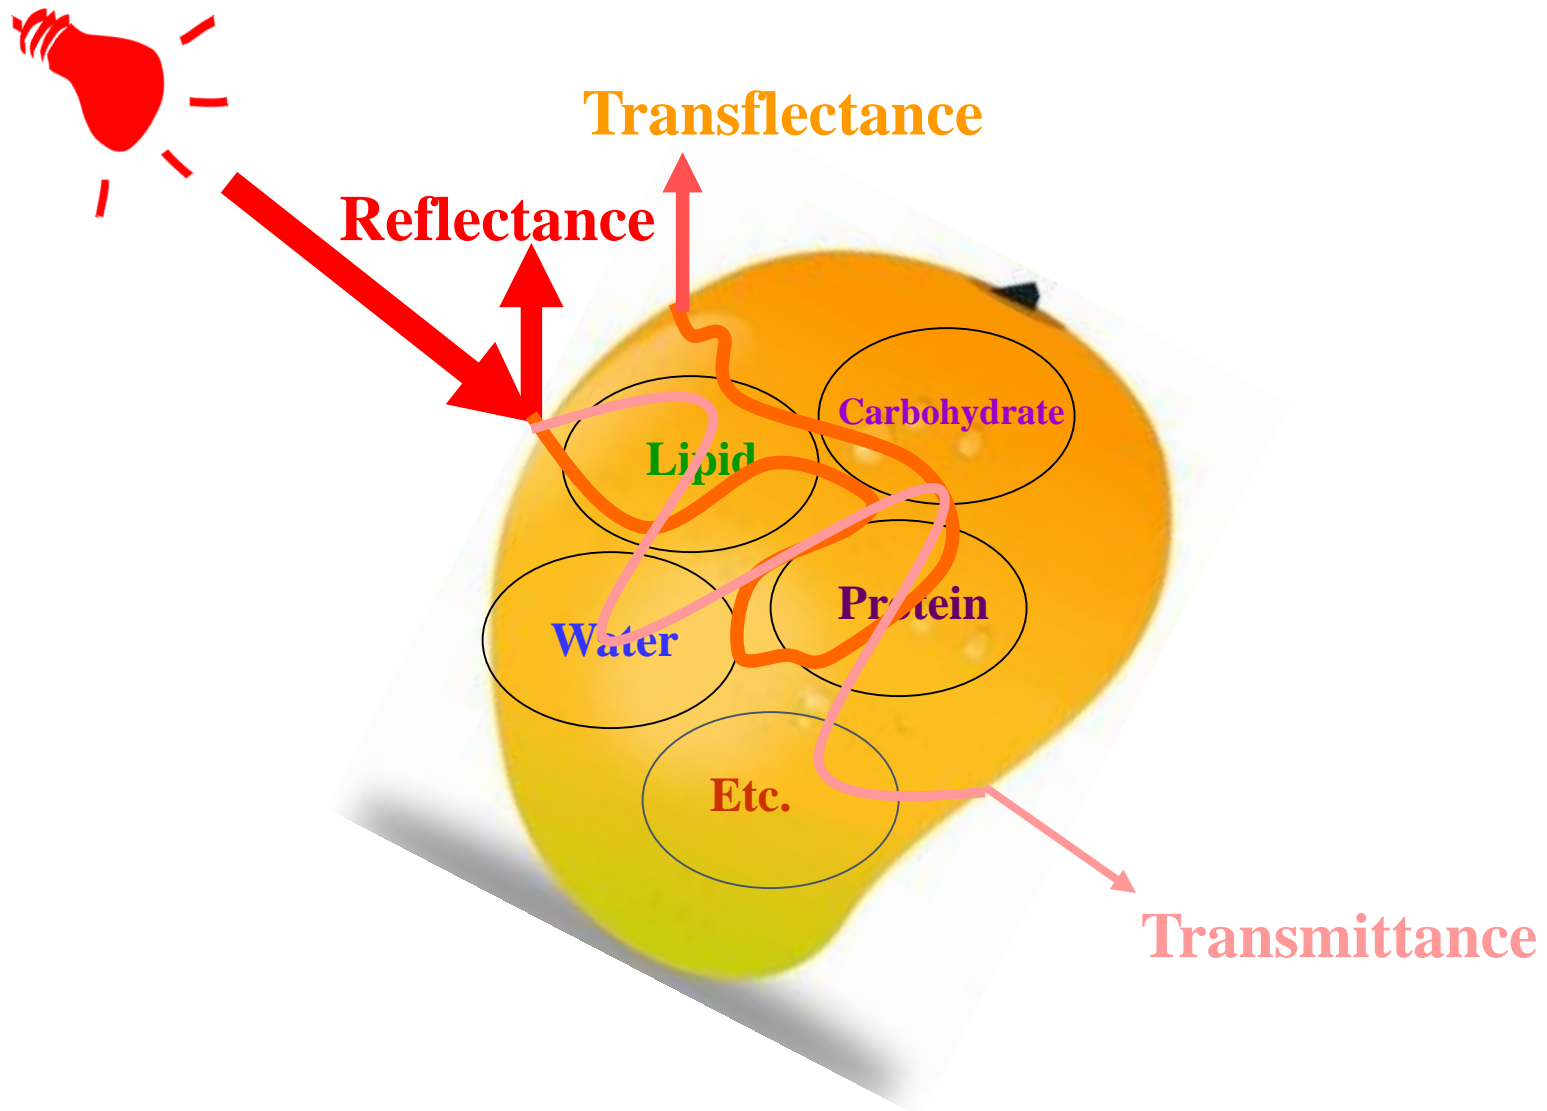 Transflectance
Reflectance
Carbohydrate
Lipid
Protein
Water
Etc.
Transmittance